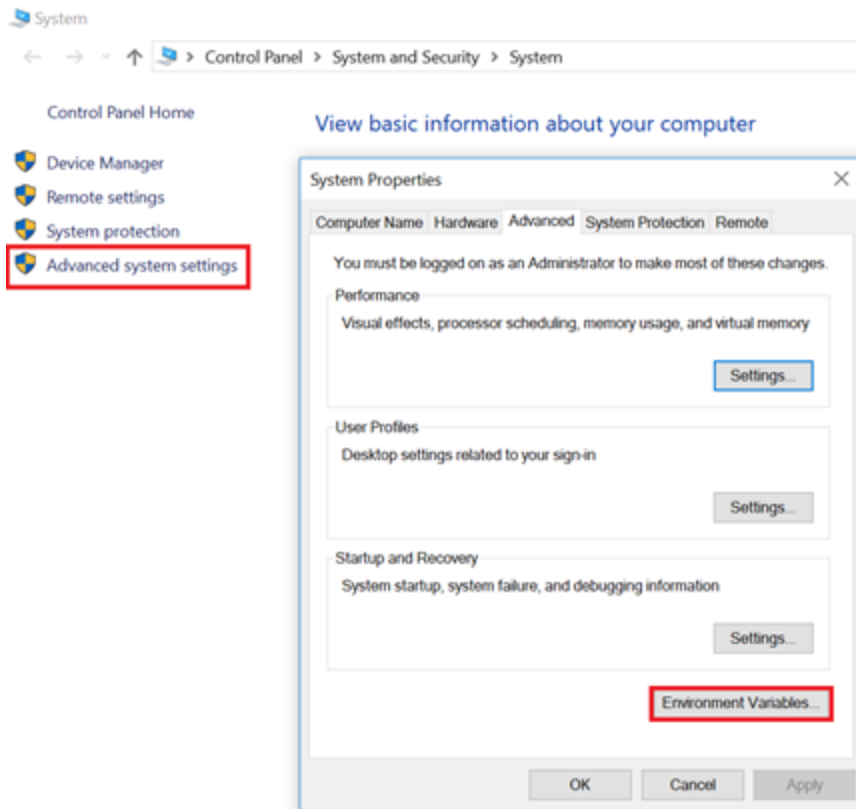 System
Control Panel > System and Security > System
Control Panel Home
Device Manager
Remote settings
System protection
Advanced system settings
View basic information about your computer
System Properties
Computer Name Hardware Advanced System Protection Remote
You must be logged on as an Administrator to make most of these changes.
Performance
Visual effects, processor scheduling, memory usage, and virtual memory
Settings...
User Profiles
Desktop settings related to your sign-in
Settings...
Startup and Recovery
System startup, system failure, and debugging information
Settings...
Environment Variables...
OK Cancel Apply